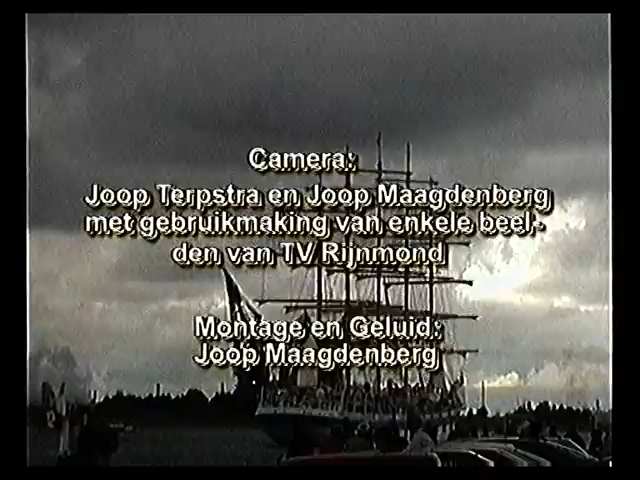 Camera:
Joop Terpstra en Joop Maagdenberg
met gebruikmaking van enkele beel-
den van TV Rijnmond
Montage en Geluid:
Joop Maagdenberg